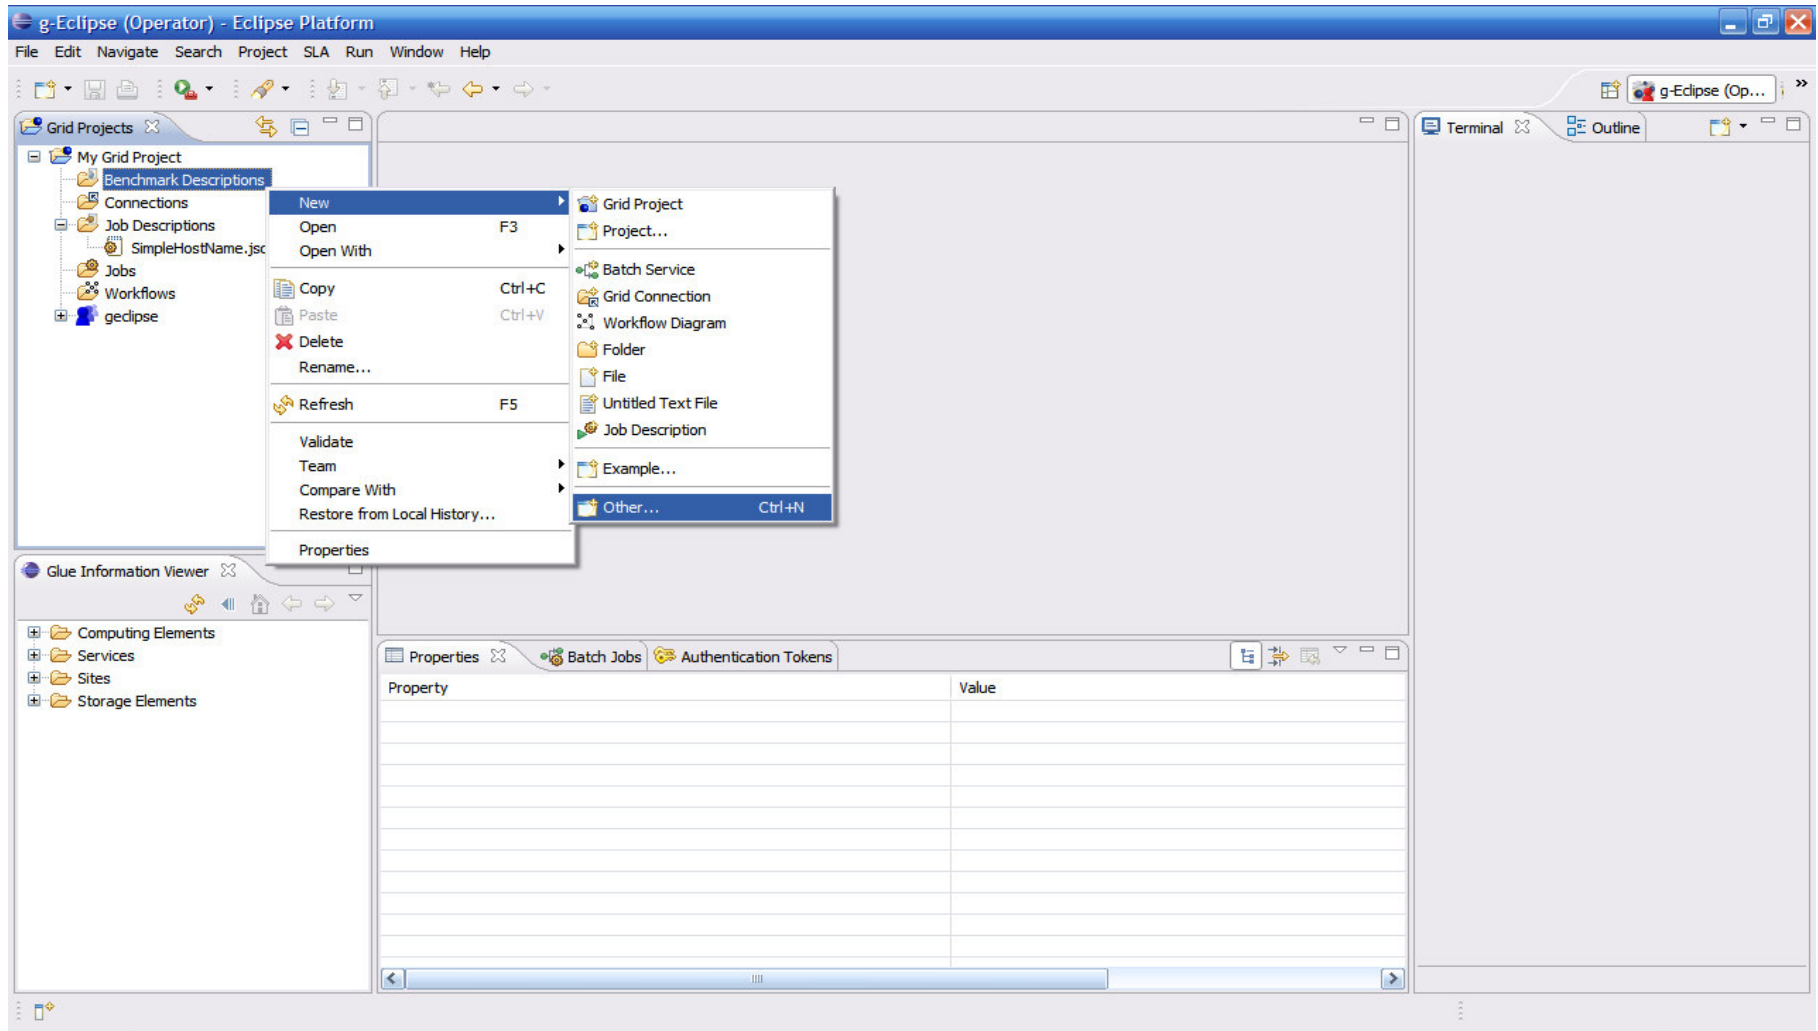 g-Eclipse (Operator) - Eclipse Platform
File Edit Navigate Search Project SLA Run Window Help
g-Eclipse (Op...
Grid Projects
My Grid Project
Benchmark Descriptions
Connections
Job Descriptions
SimpleHostName.jsd
Jobs
Workflows
geclipse
New
Open F3
Open With
Copy Ctrl+C
Paste Ctrl+V
Delete
Rename...
Refresh F5
Validate
Team
Compare With
Restore from Local History...
Properties
Grid Project
Project...
Batch Service
Grid Connection
Workflow Diagram
Folder
File
Untitled Text File
Job Description
Example...
Other... Ctrl+N
Terminal Outline
Glue Information Viewer
Computing Elements
Services
Sites
Storage Elements
Properties Batch Jobs Authentication Tokens
Property Value